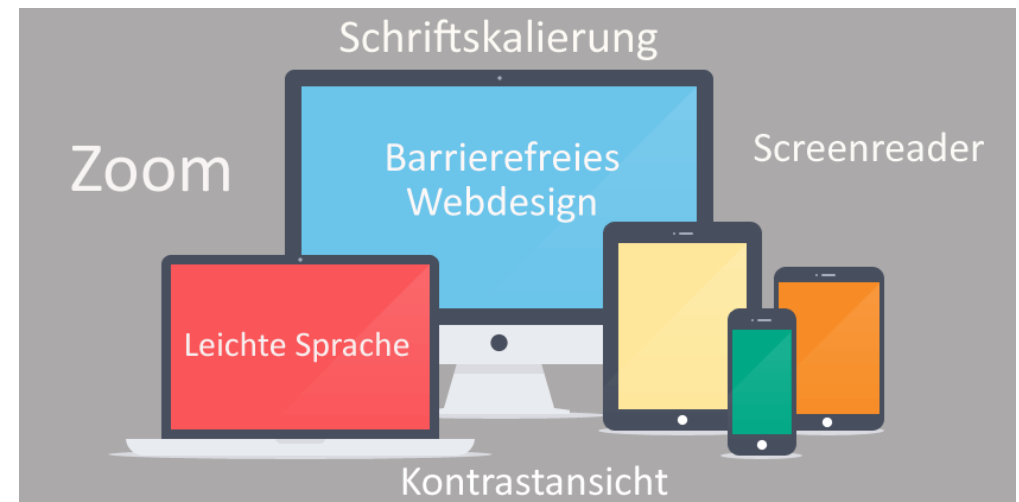 Schriftskalierung
Zoom
Barrierefreies
Webdesign
Screenreader
Leichte Sprache
Kontrastansicht